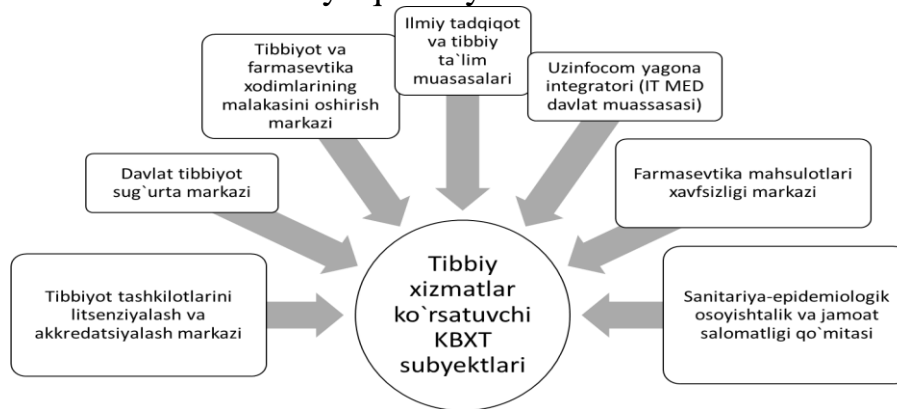 Ilmiy tadqiqot
va tibbiy
ta`lim muasasalari
Tibbiyot va
farmasevtika
xodimlarining
malakasini oshirish
markazi
Uzinfocom yagona
integratori (IT MED
davlat muassasasi)
Davlat tibbiyot
sug`urta markazi
Farmasevtika mahsulotlari
xavfsizligi markazi
Tibbiyot tashkilotlarini
litsenziyalash va
akkredatsiyalash markazi
Tibbiy
xizmatlar
ko`rsatuvchi
KBXT
subyektlari
Sanitariya-epidemiologik
osoyishtalik va jamoat
salomatligi qo`mitasi